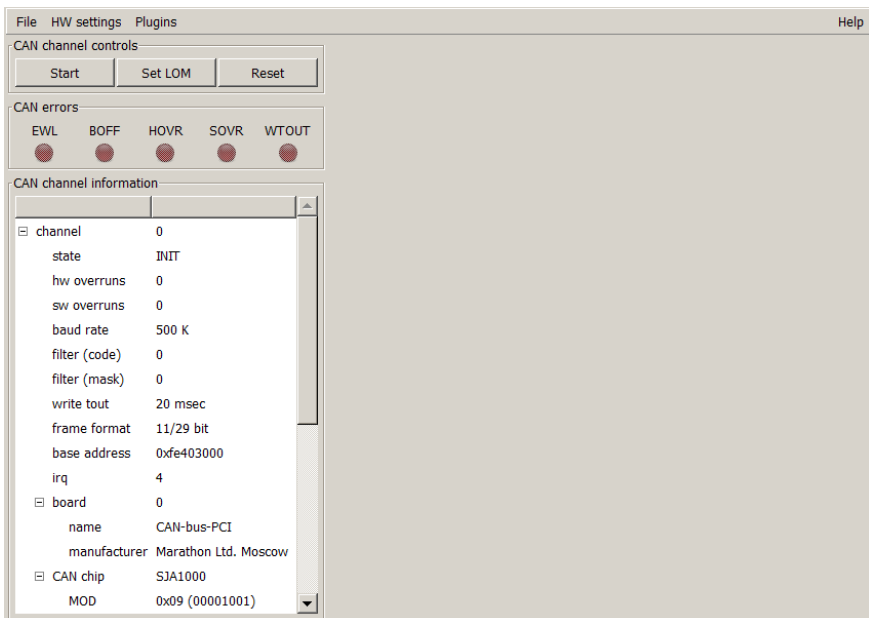 File HW settings Plugins Help
CAN channel controls
Start Set LOM Reset
CAN errors
EWL BOFF HOVR SOVR WTOUT
CAN channel information
channel 0
state INIT
hw overruns 0
sw overruns 0
baud rate 500 K
filter (code) 0
filter (mask) 0
write tout 20 msec
frame format 11/29 bit
base address 0xfe403000
irq 4
board 0
name CAN-bus-PCI
manufacturer Marathon Ltd. Moscow
CAN chip SJA1000
MOD 0x09 (00001001)